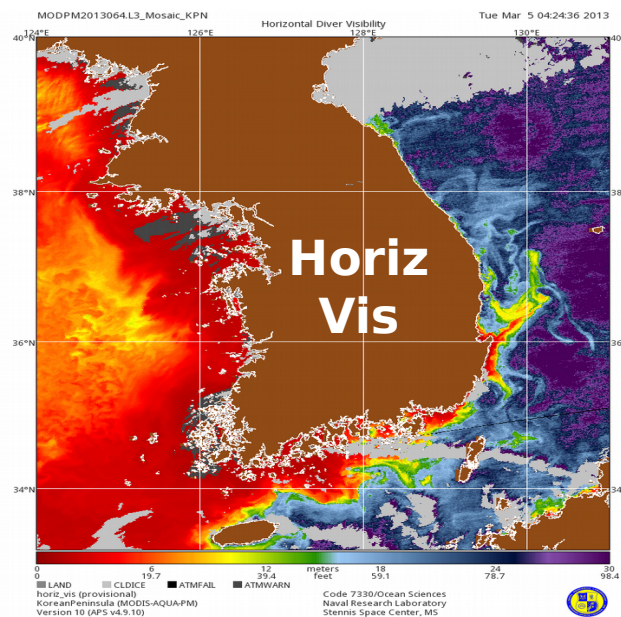 MODPM2013064.L3_Mosaic_KPN
Tue Mar 5 04:24:36 2013
Horizontal Diver Visibility
124°E 126°E 128°E 130°E
40 40
38°N 38
Horiz
Vis
36°N 36
34°N 34
0 6 12 meters 18 24 30
0 19.7 39.4 feet 59.1 78.7 98.4
LAND CLDICE ATMFAIL ATMWARN
horiz_vis (provisional)
KoreanPeninsula (MODIS-AQUA-PM)
Version 10 (APS v4.9.10)
Code 7330/Ocean Sciences
Naval Research Laboratory
Stennis Space Center, MS